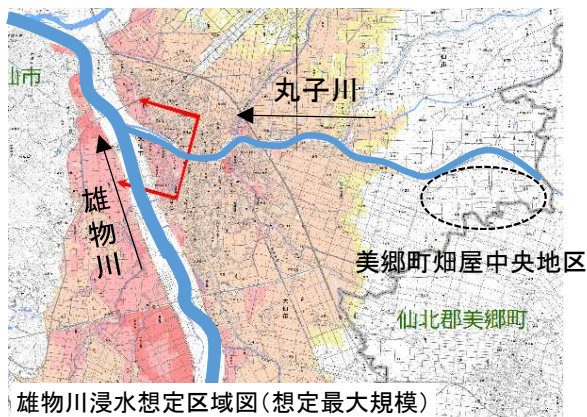 山市
丸子川
雄物川
美郷町畑屋中央地区
仙北郡美郷町
雄物川浸水想定区域図(想定最大規模)